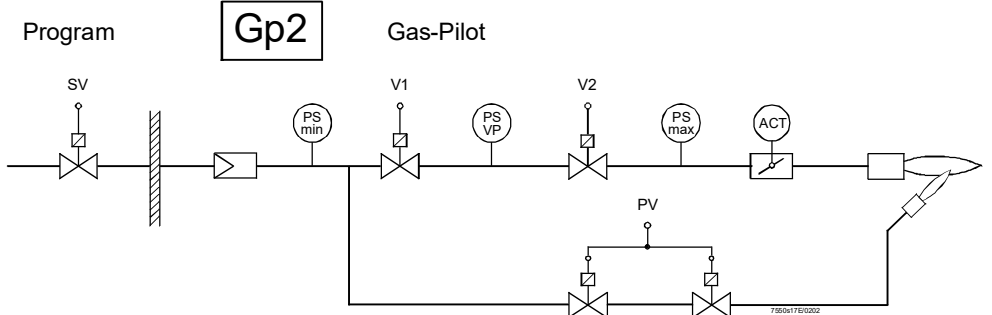 Program Gp2 Gas-Pilot
SV V1 V2
PS min PS VP PS max ACT
PV
7550s17E/0202